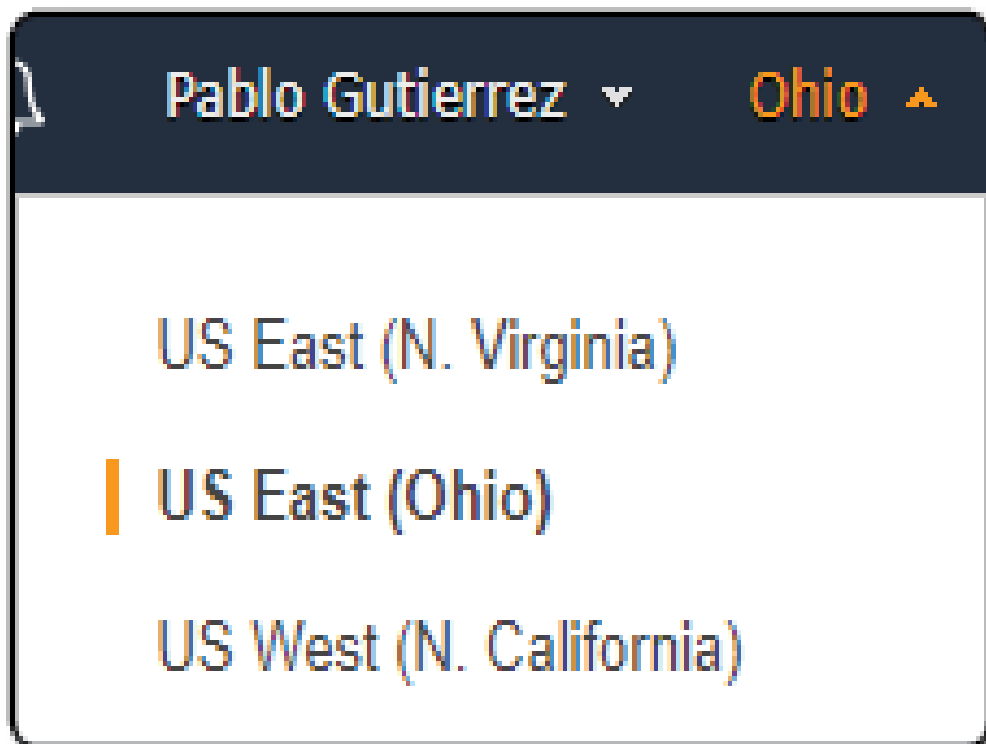 Pablo Gutierrez Ohio
US East (N. Virginia)
US East (Ohio)
US West (N. California)